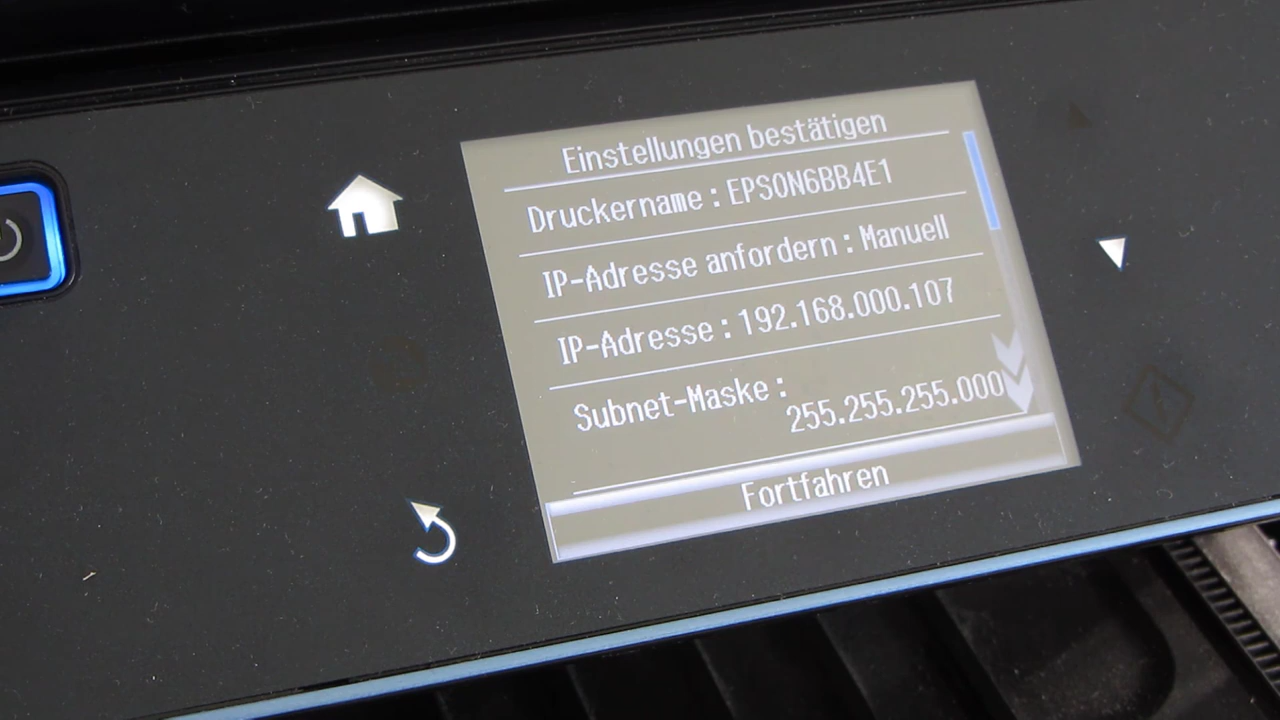 Einstellungen bestätigen
Druckername : EPSON6BB4E1
IP-Adresse anfordern : Manuell
IP-Adresse : 192.168.000.107
Subnet-Maske :
255.255.255.000
Fortfahren